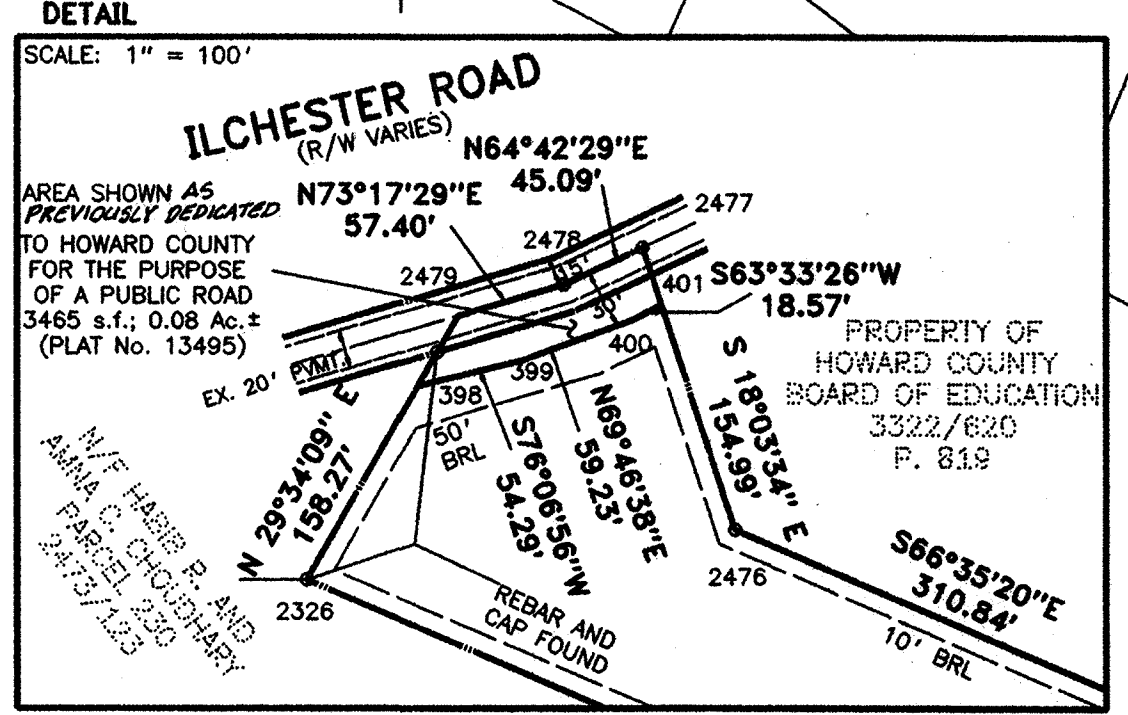 DETAIL
SCALE: 1" = 100'
ILCHESTER ROAD
(R/W VARIES)
N64°42'29"E
45.09'
AREA SHOWN AS
PREVIOUSLY DEDICATED
TO HOWARD COUNTY
FOR THE PURPOSE
OF A PUBLIC ROAD
3465 s.f.; 0.08 Ac.±
(PLAT No. 13495)
N73°17'29"E
57.40'
2477
2478
2479
15'
30'
401
S63°33'26"W
18.57'
400
399
398
EX. 20' PVMT.
PROPERTY OF
HOWARD COUNTY
BOARD OF EDUCATION
3322/620
P. 819
50'
BRL
N 29°34'09" E
158.27'
S76°06'56"W
54.29'
N69°46'38"E
59.23'
S 18°03'34" E
154.99'
N/F HABIB R. AND
AMNA C. CHOUDHARY
PARCEL 230
2473/123
2326
REBAR AND
CAP FOUND
2476
S66°35'20"E
310.84'
10' BRL